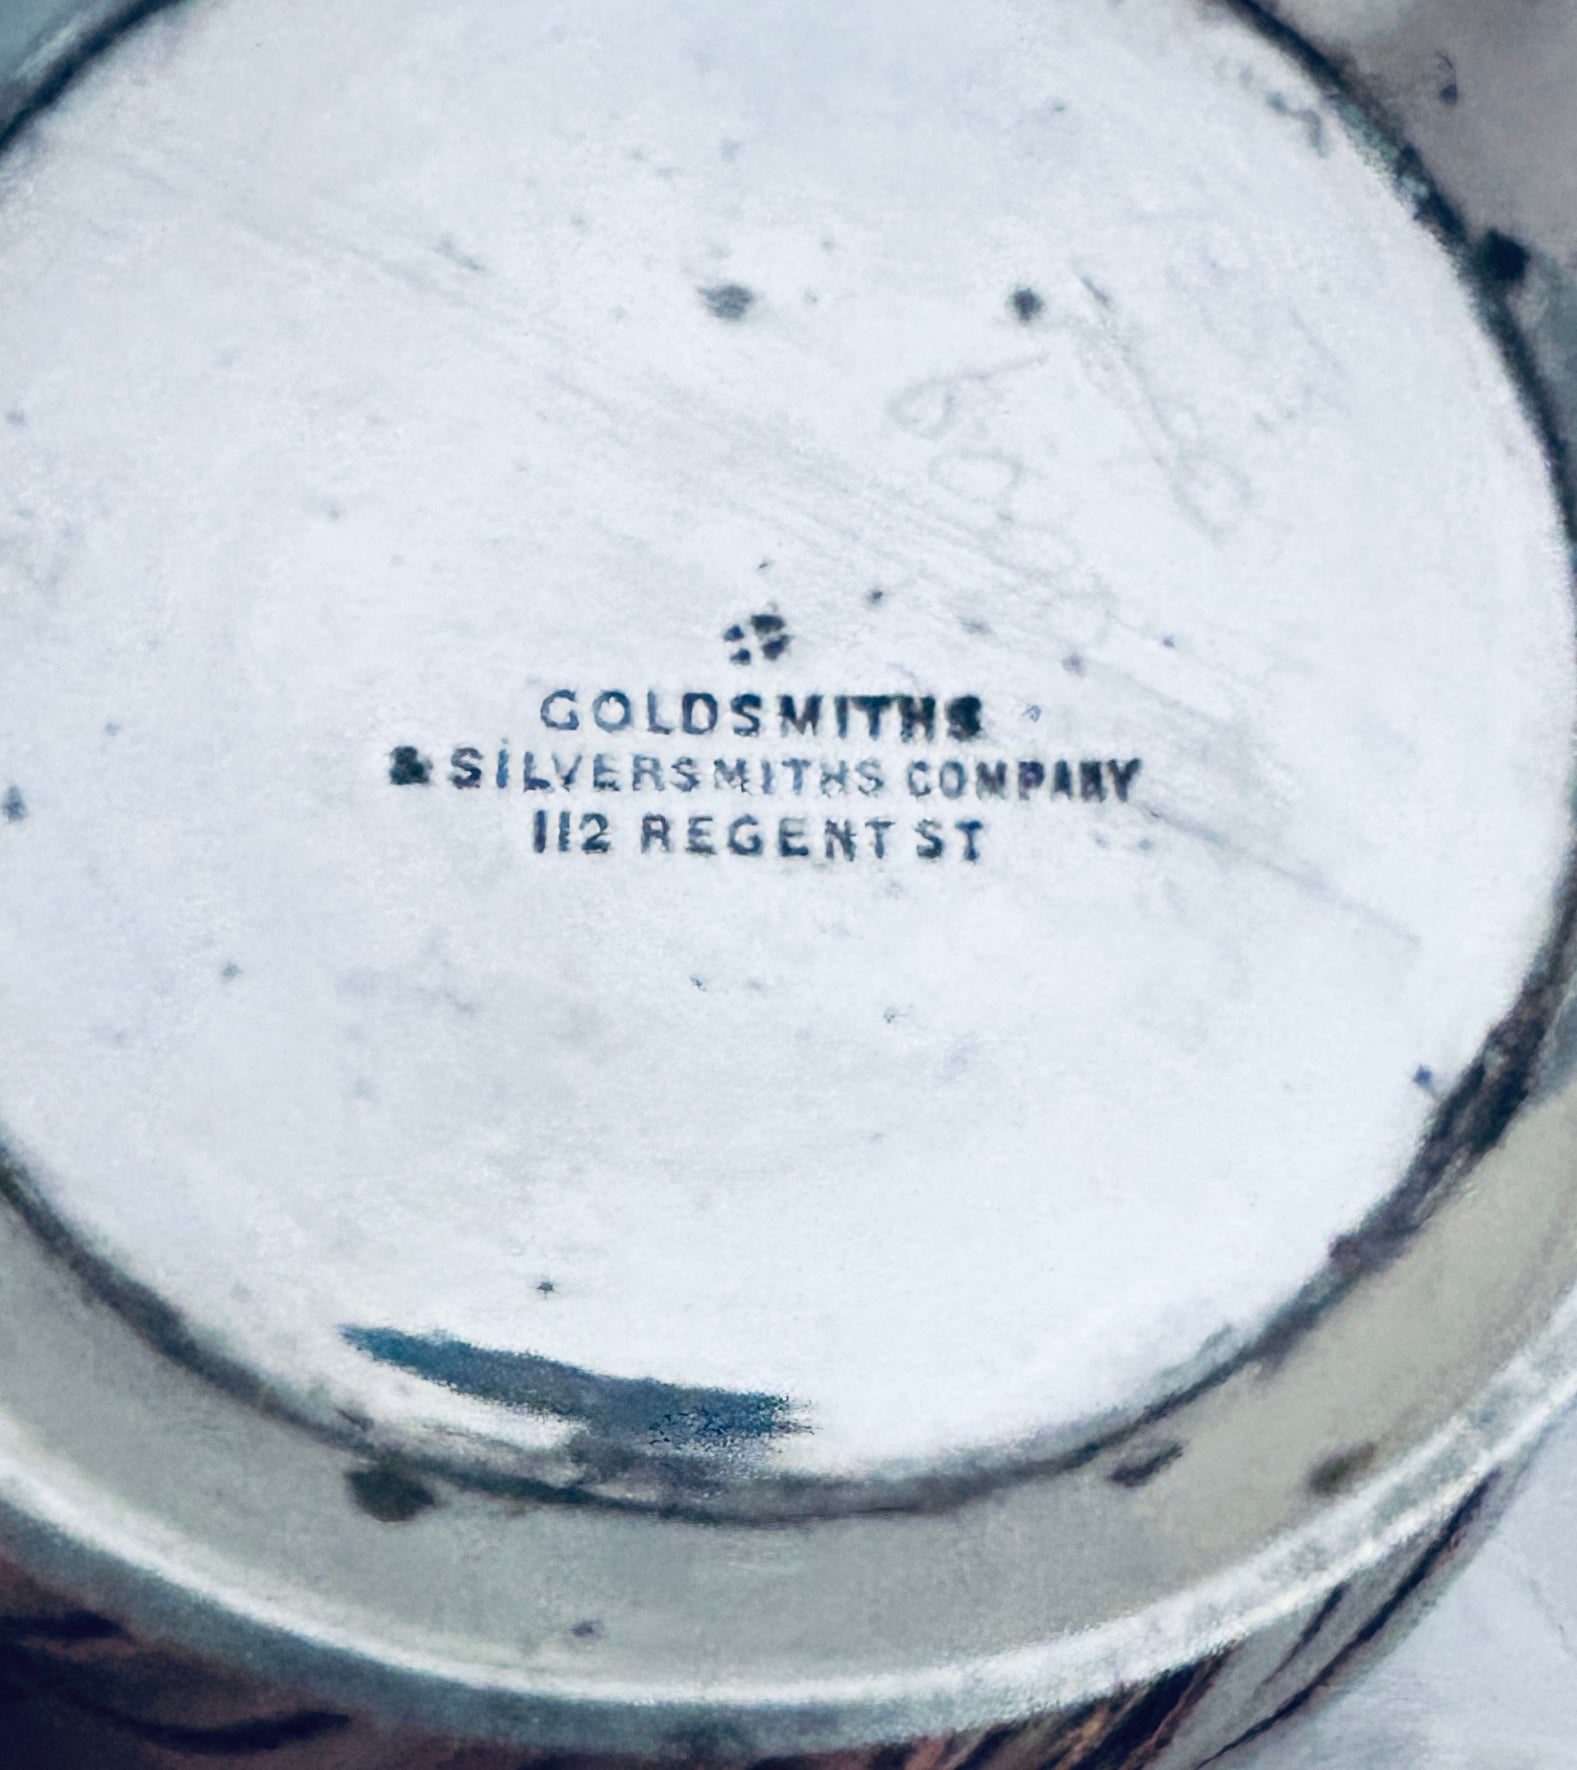 GOLDSMITHS
& SILVERSMITHS COMPANY
112 REGENT ST